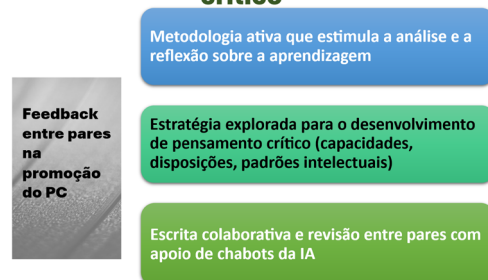 crítico
Metodologia ativa que estimula a análise e a
reflexão sobre a aprendizagem
Feedback
entre pares
na
promoção
do PC
Estratégia explorada para o desenvolvimento
de pensamento crítico (capacidades,
disposições, padrões intelectuais)
Escrita colaborativa e revisão entre pares com
apoio de chabots da IA